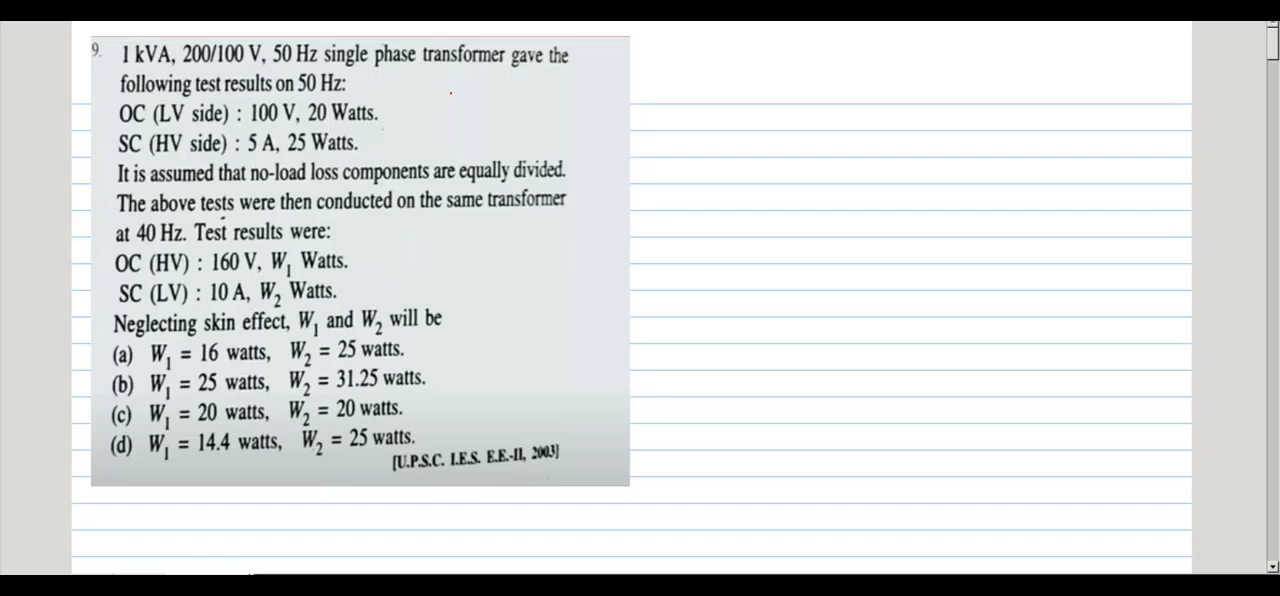 9. 1 kVA, 200/100 V, 50 Hz single phase transformer gave the
following test results on 50 Hz:
OC (LV side) : 100 V, 20 Watts.
SC (HV side) : 5 A, 25 Watts.
It is assumed that no-load loss components are equally divided.
The above tests were then conducted on the same transformer
at 40 Hz. Test results were:
OC (HV) : 160 V, W₁ Watts.
SC (LV) : 10 A, W₂ Watts.
Neglecting skin effect, W₁ and W₂ will be
(a) W₁ = 16 watts, W₂ = 25 watts.
(b) W₁ = 25 watts, W₂ = 31.25 watts.
(c) W₁ = 20 watts, W₂ = 20 watts.
(d) W₁ = 14.4 watts, W₂ = 25 watts.
[U.P.S.C. I.E.S. E.E.-II, 2003]